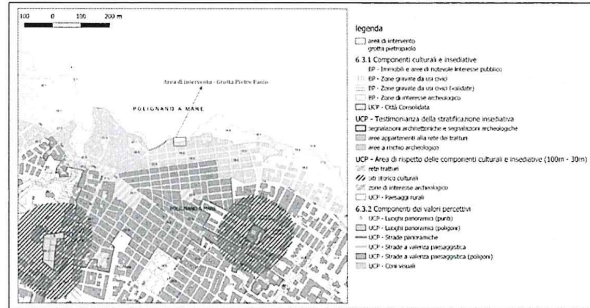 100 0 100 200 m
Area di intervento - Grotta Pietro Paolo
POLIGNANO A MARE
POLIGNANO A MARE
legenda
area di intervento
grotta pietropaolo
6.3.1 Componenti culturali e insediative
BP - Immobili e aree di notevole interesse pubblico
BP - Zone gravate da usi civici
BP - Zone gravate da usi civici (validate)
BP - Zone di interesse archeologico
UCP - Città Consolidata
UCP - Testimonianza della stratificazione insediativa
segnalazioni architettoniche e segnalazioni archeologiche
aree appartenenti alla rete dei tratturi
aree a rischio archeologico
UCP - Area di rispetto delle componenti culturali e insediative (100m - 30m)
rete tratturi
siti storico culturali
zone di interesse archeologico
UCP - Paesaggi rurali
6.3.2 Componenti dei valori percettivi
UCP - Luoghi panoramici (punti)
UCP - Luoghi panoramici (poligoni)
UCP - Strade panoramiche
UCP - Strade a valenza paesaggistica
UCP - Strade a valenza paesaggistica (poligoni)
UCP - Coni visuali